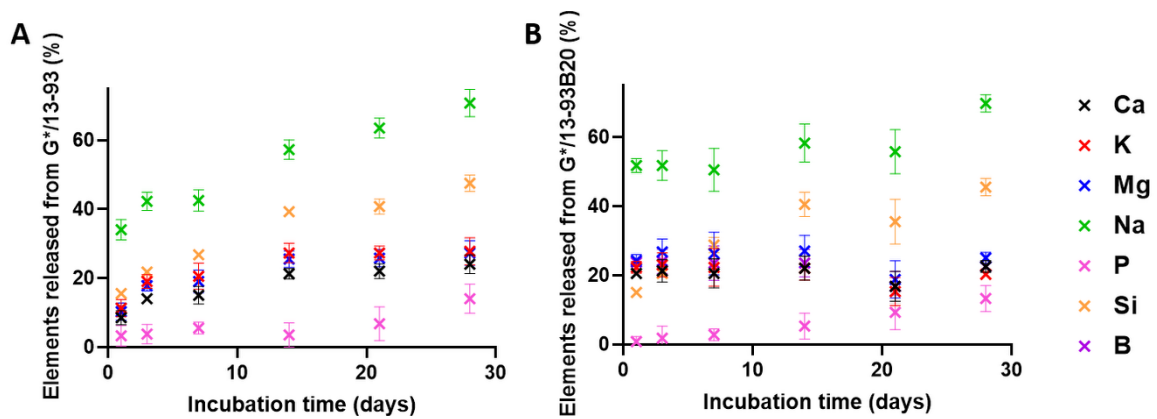 A
Elements released from G*/13-93 (%)
60
40
20
0
0
10
20
30
Incubation time (days)
B
Elements released from G*/13-93B20 (%)
80
60
40
20
0
0
10
20
30
Incubation time (days)
Ca
K
Mg
Na
P
Si
B